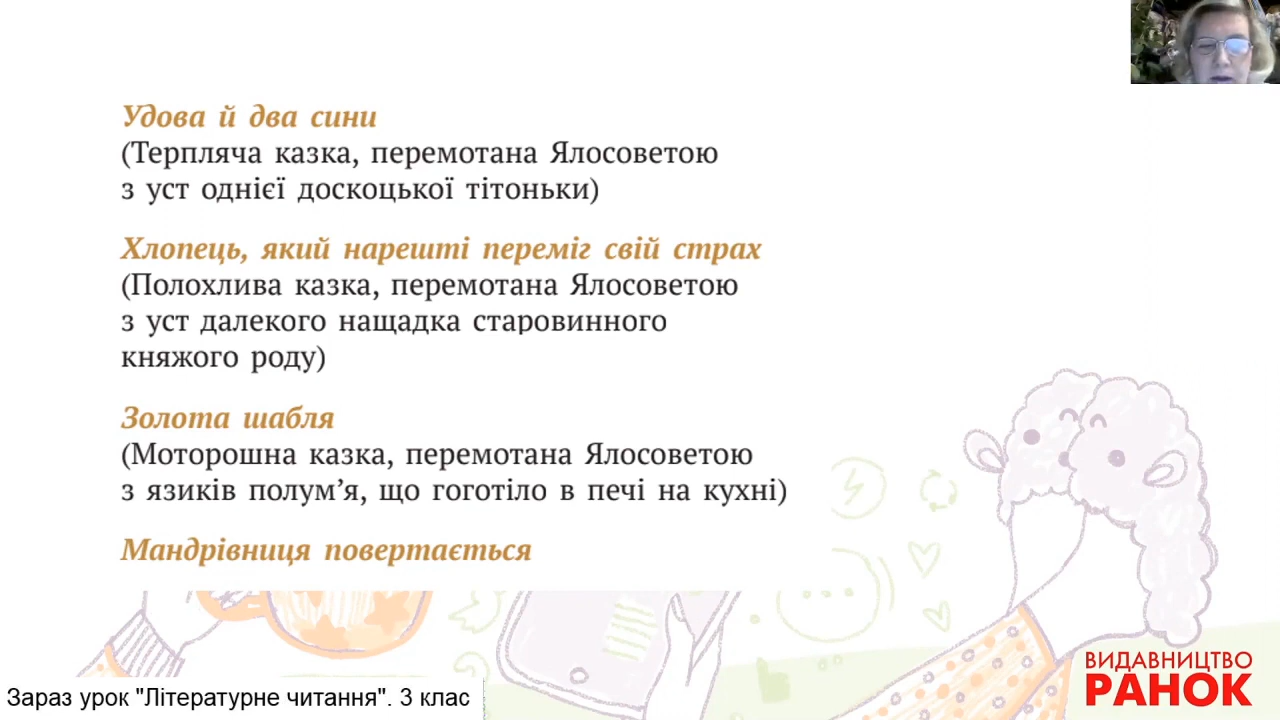 Удова й два сини
(Терпляча казка, перемотана Ялосоветою
з уст однієї доскоцької тітоньки)
Хлопець, який нарешті переміг свій страх
(Полохлива казка, перемотана Ялосоветою
з уст далекого нащадка старовинного
княжого роду)
Золота шабля
(Моторошна казка, перемотана Ялосоветою
з язиків полум’я, що гоготіло в печі на кухні)
Мандрівниця повертається
ВИДАВНИЦТВО
РАНОК
Зараз урок "Літературне читання". 3 клас